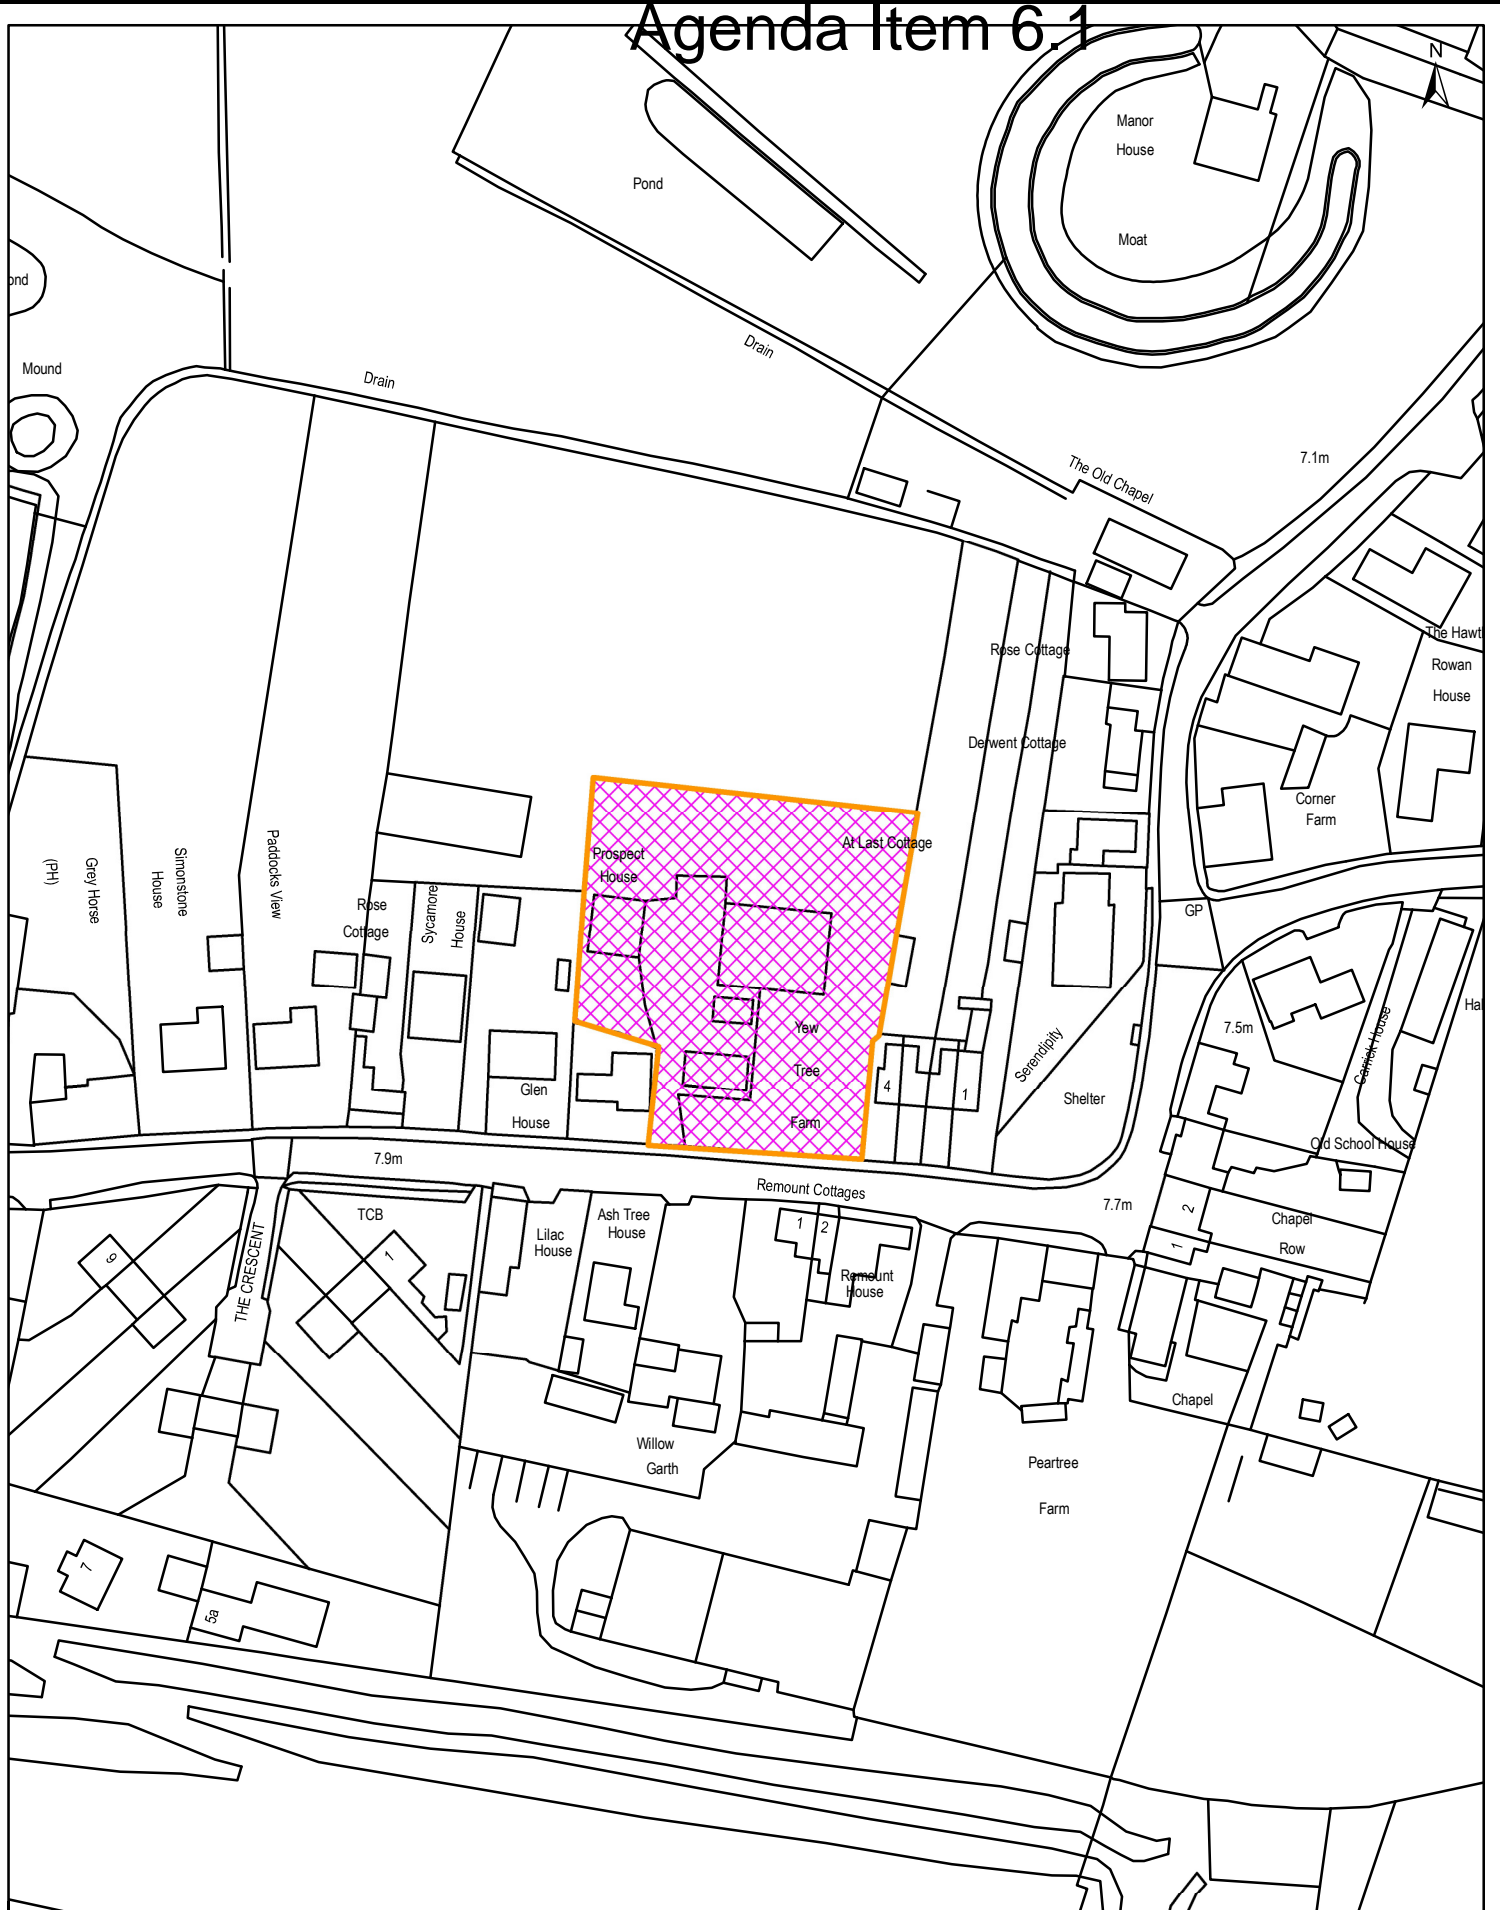 Agenda Item 6.1
N
Manor
House
Pond
Moat
ond
Drain
Mound
Drain
7.1m
The Old Chapel
The Hawt
Rose Cottage
Rowan
House
Derwent Cottage
Corner
Farm
At Last Cottage
Prospect
House
(PH)
Grey Horse
Simonstone
House
Paddocks View
Rose
Cottage
Sycamore
House
GP
Hal
Yew
Tree
Farm
7.5m
Carrick House
Serendipity
4
1
Glen
House
Shelter
Old School House
7.9m
Remount Cottages
7.7m
TCB
THE CRESCENT
Lilac
House
Ash Tree
House
1
2
2
1
Chapel
Row
9
1
Remount
House
Chapel
Willow
Garth
Peartree
Farm
7
5a